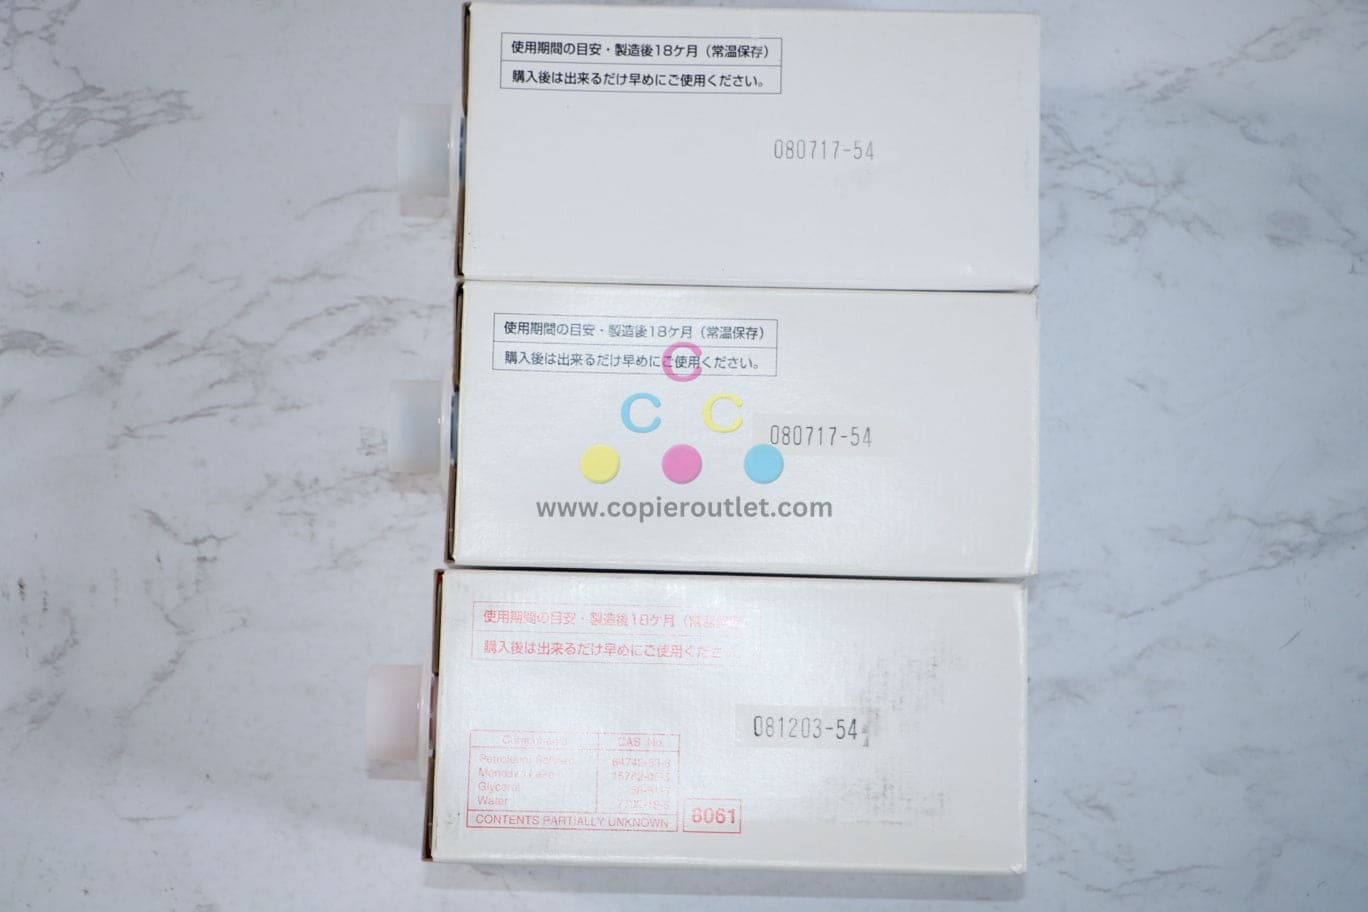 使用期間の目安・製造後18ケ月（常温保存）
購入後は出来るだけ早めにご使用ください。
080717-54
使用期間の目安・製造後18ケ月（常温保存）
購入後は出来るだけ早めにご使用ください。
C
C C
080717-54
www.copieroutlet.com
使用期間の目安・製造後18ケ月（常温
購入後は出来るだけ早めにご使用くださ
081203-54
Component CAS No.
Petroleum Solvent
Glycerol
Water
CONTENTS PARTIALLY UNKNOWN
6061